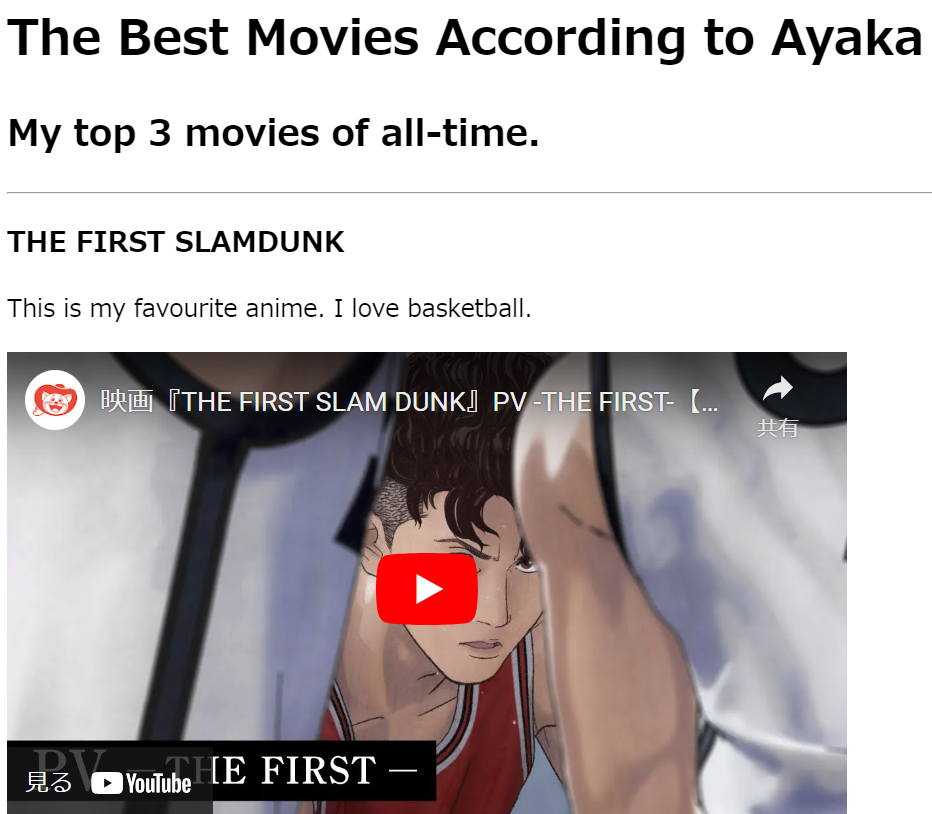 The Best Movies According to Ayaka
My top 3 movies of all-time.
THE FIRST SLAMDUNK
This is my favourite anime. I love basketball.
映画『THE FIRST SLAM DUNK』PV -THE FIRST-【...
共有
PV — THE FIRST —
見る YouTube